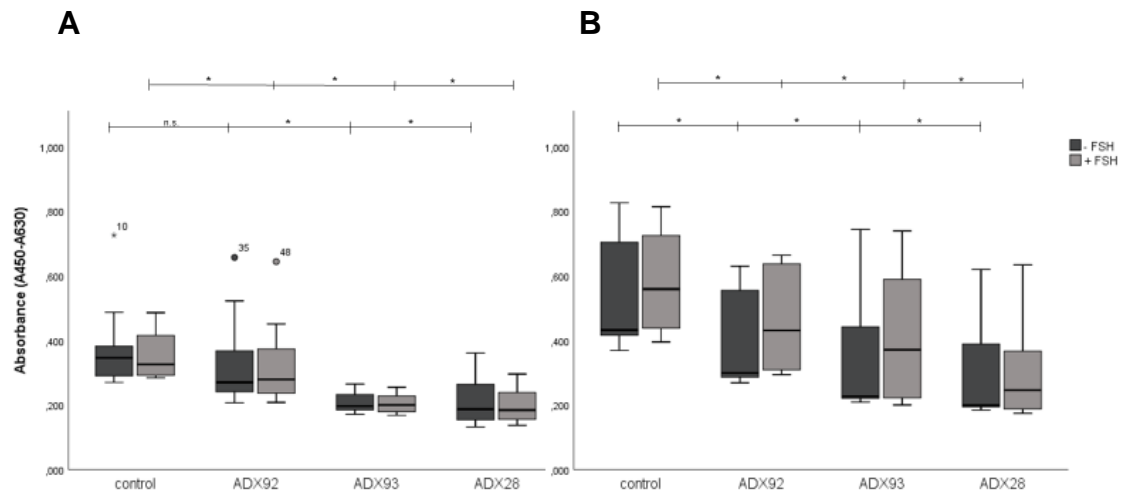 A
B
* * *
* * *
n.s. * *
* * *
- FSH
+ FSH
Absorbance (A450-A630)
1,000
,800
,600
,400
,200
,000
1,000
,800
,600
,400
,200
,000
*10
35
48
control ADX92 ADX93 ADX28
control ADX92 ADX93 ADX28